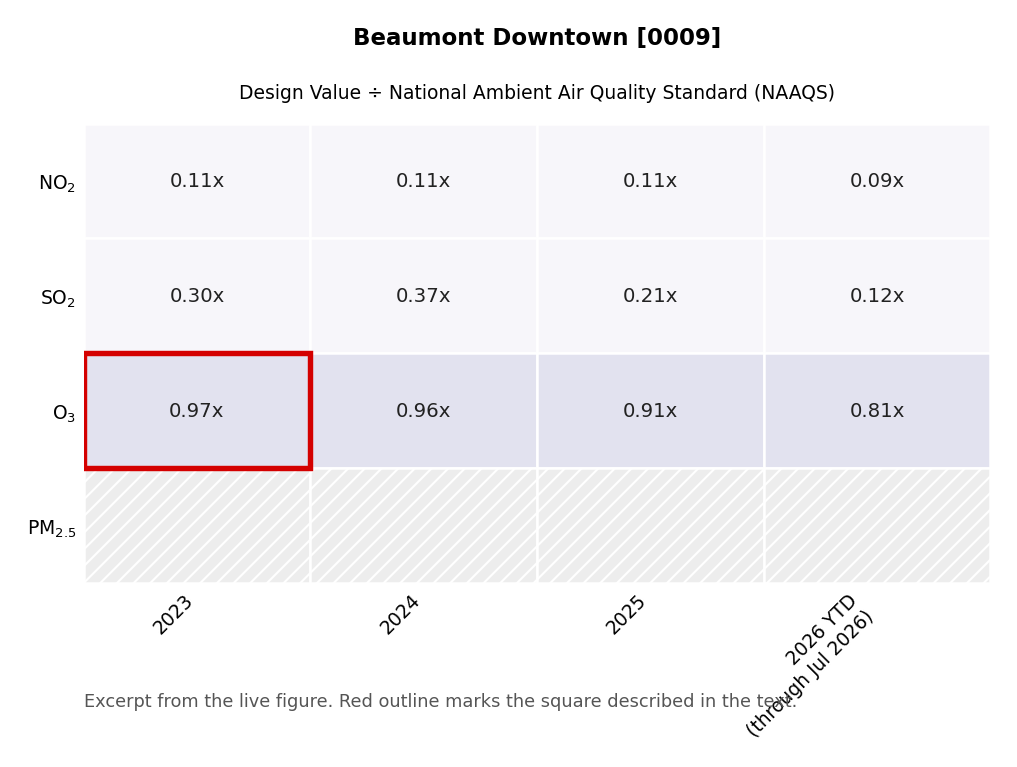 Beaumont Downtown [0009]
Design Value ÷ National Ambient Air Quality Standard (NAAQS)
NO₂ 0.11x 0.11x 0.11x 0.09x
SO₂ 0.30x 0.37x 0.21x 0.12x
O₃ 0.97x 0.96x 0.91x 0.81x
PM₂.₅
2023 2024 2025 2026 YTD
(through Jul 2026)
Excerpt from the live figure. Red outline marks the square described in the text.